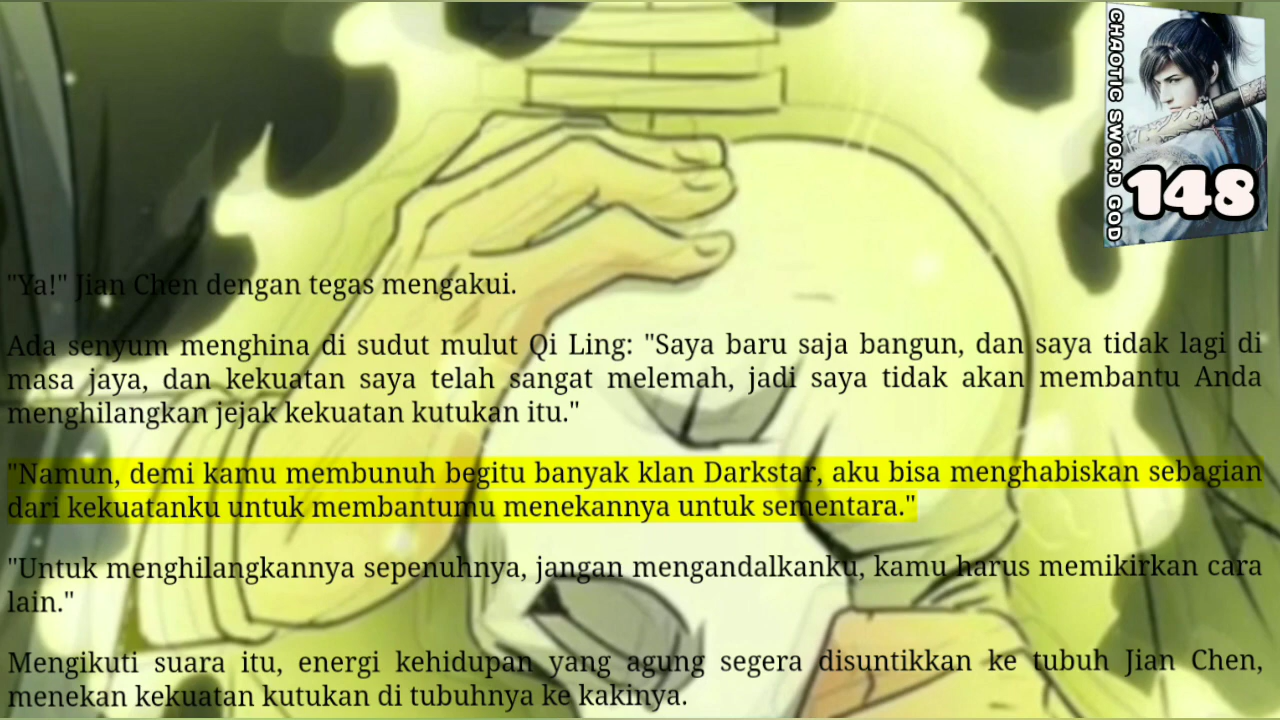 CHAOTIC SWORD GOD
148
"Ya!" Jian Chen dengan tegas mengakui.
Ada senyum menghina di sudut mulut Qi Ling: "Saya baru saja bangun, dan saya tidak lagi di
masa jaya, dan kekuatan saya telah sangat melemah, jadi saya tidak akan membantu Anda
menghilangkan jejak kekuatan kutukan itu."
"Namun, demi kamu membunuh begitu banyak klan Darkstar, aku bisa menghabiskan sebagian
dari kekuatanku untuk membantumu menekannya untuk sementara."
"Untuk menghilangkannya sepenuhnya, jangan mengandalkanku, kamu harus memikirkan cara
lain."
Mengikuti suara itu, energi kehidupan yang agung segera disuntikkan ke tubuh Jian Chen,
menekan kekuatan kutukan di tubuhnya ke kakinya.